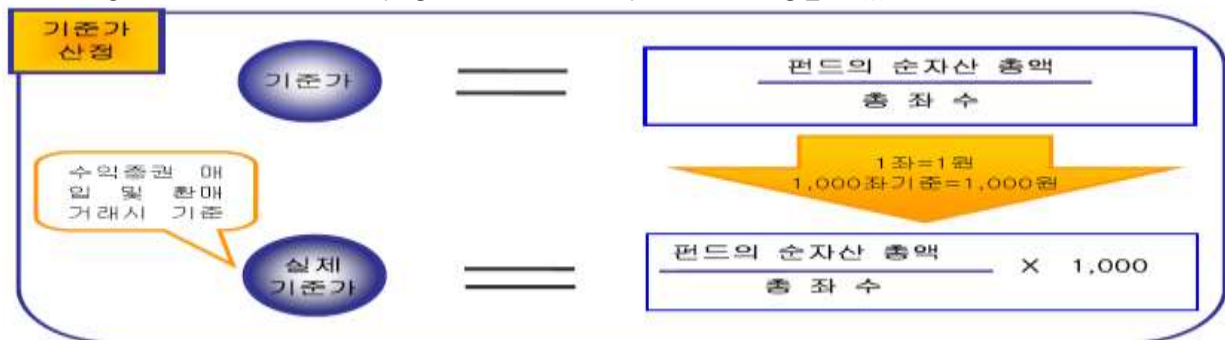 기준가
산정
기준가
펀드의 순자산 총액
총 좌 수
1좌=1원
1,000좌기준=1,000원
수익증권 매
입 및 환매
거래시 기준
실제
기준가
펀드의 순자산 총액
총 좌 수
× 1,000